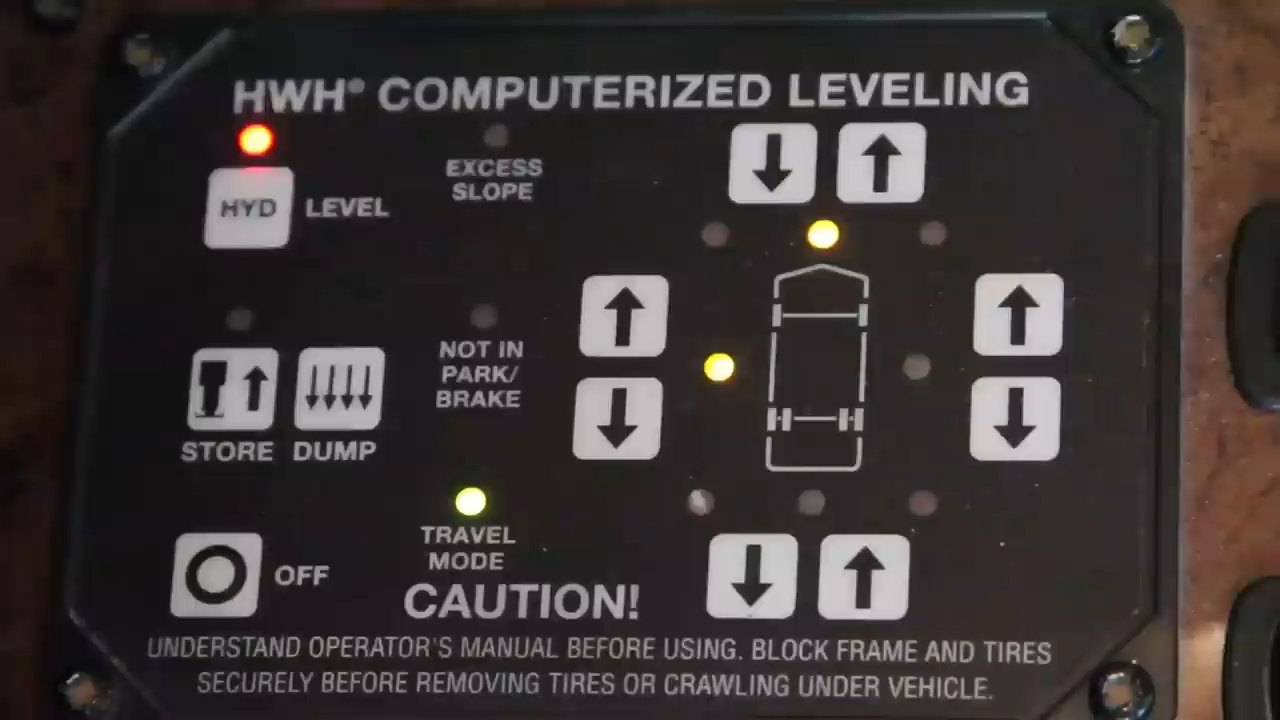 HWH® COMPUTERIZED LEVELING
EXCESS
SLOPE
HYD LEVEL
NOT IN
PARK/
BRAKE
STORE DUMP
TRAVEL
MODE
OFF
CAUTION!
UNDERSTAND OPERATOR'S MANUAL BEFORE USING. BLOCK FRAME AND TIRES
SECURELY BEFORE REMOVING TIRES OR CRAWLING UNDER VEHICLE.